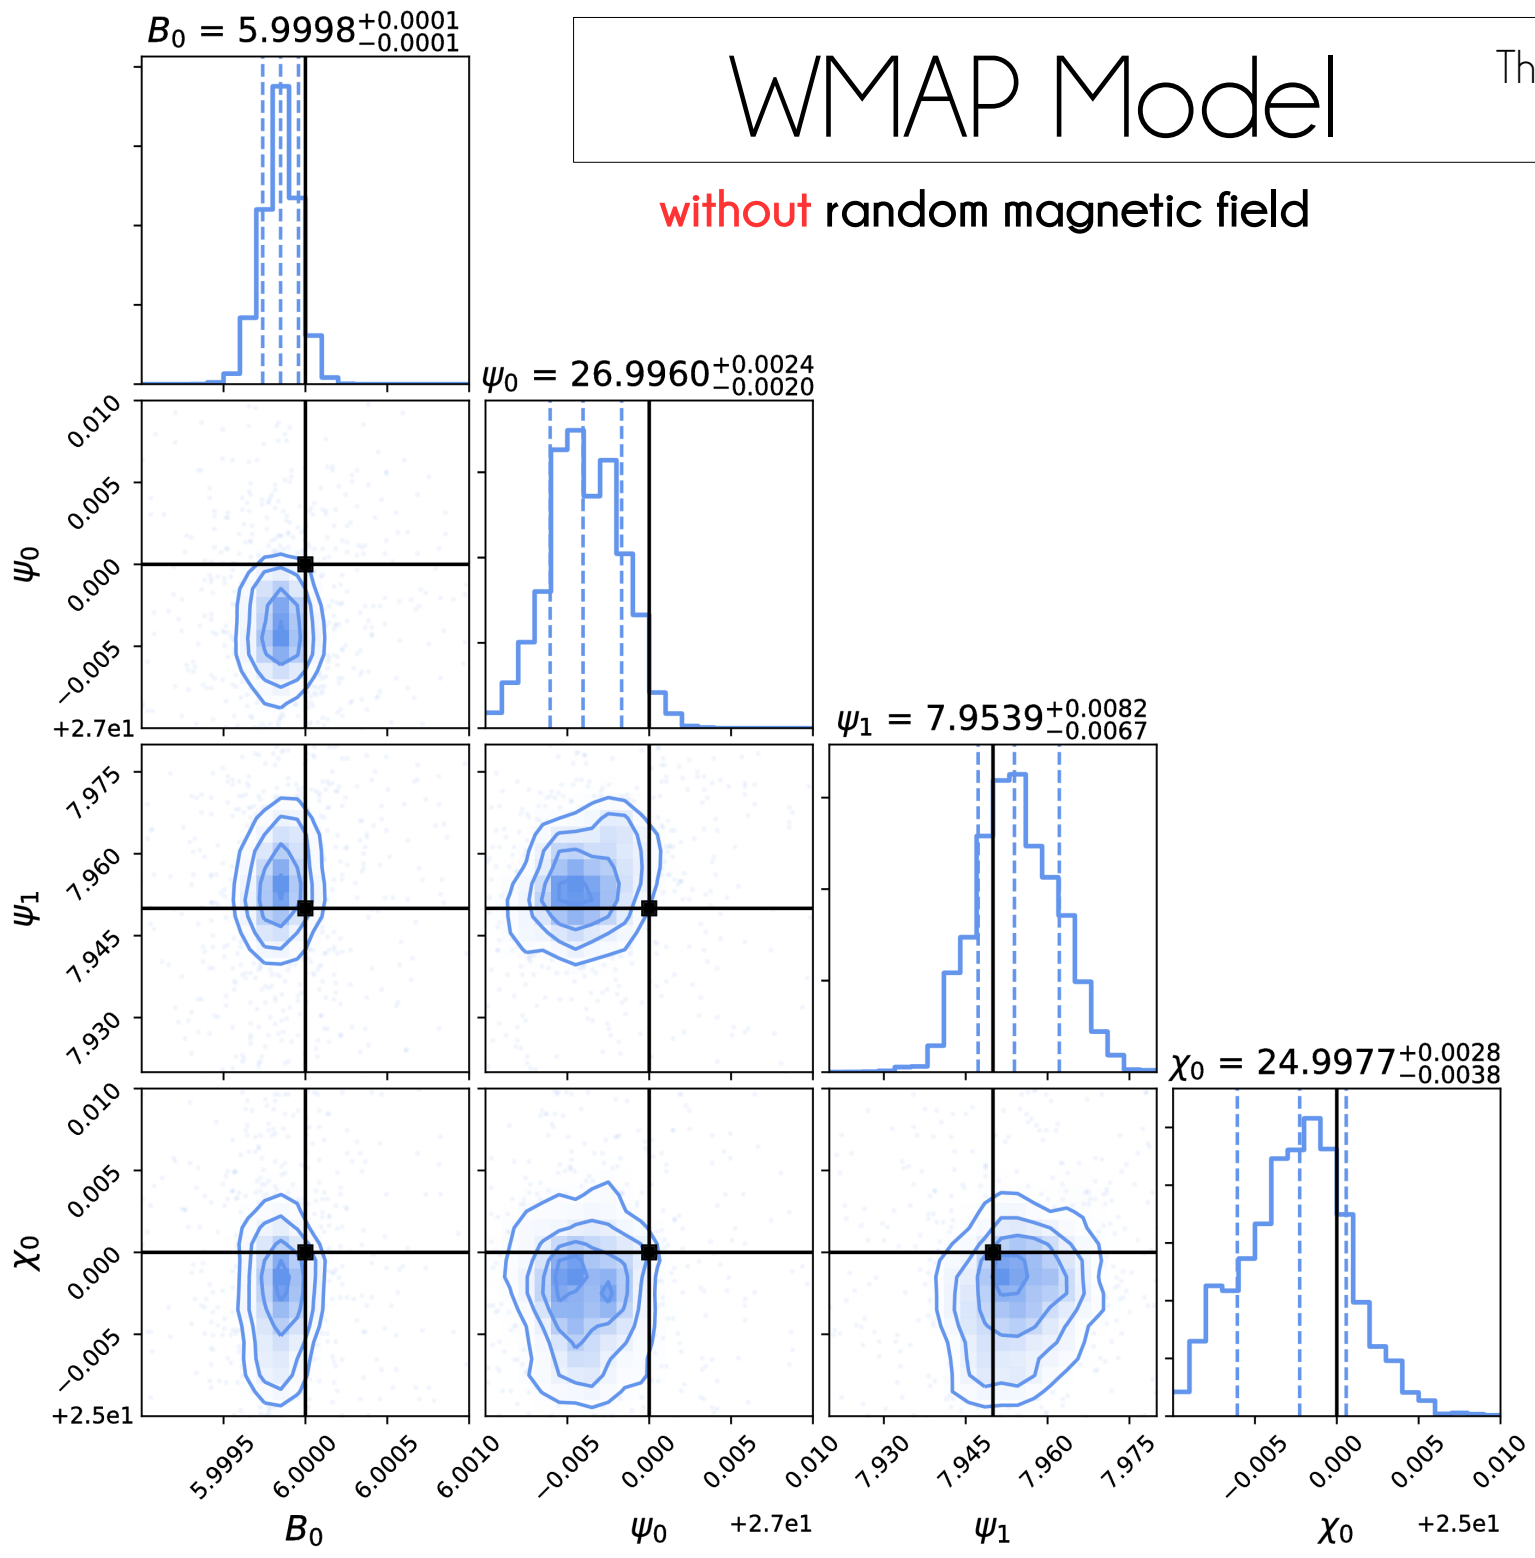 B₀ = 5.9998+0.0001−0.0001
WMAP Model
Th
without random magnetic field
ψ₀ = 26.9960+0.0024−0.0020
0.010
0.005
0.000
−0.005
+2.7e1
ψ₀
ψ₁ = 7.9539+0.0082−0.0067
7.975
7.960
7.945
7.930
ψ₁
χ₀ = 24.9977+0.0028−0.0038
0.010
0.005
0.000
−0.005
+2.5e1
χ₀
5.9995 6.0000 6.0005 6.0010 −0.005 0.000 0.005 0.010 7.930 7.945 7.960 7.975 −0.005 0.000 0.005 0.010
B₀ ψ₀ +2.7e1 ψ₁ χ₀ +2.5e1